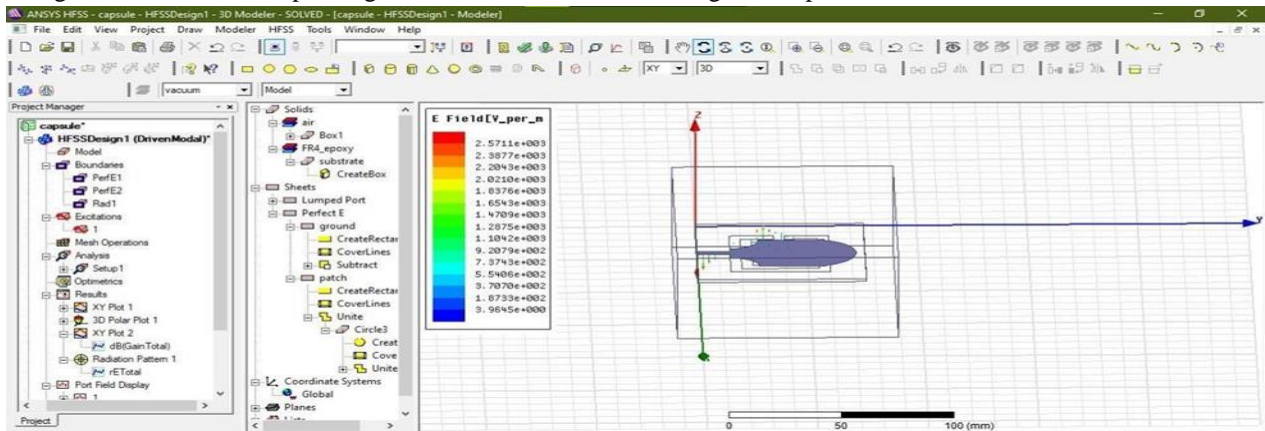 ANSYS HFSS - capsule - HFSSDesign1 - 3D Modeler - SOLVED - [capsule - HFSSDesign1 - Modeler]
File Edit View Project Draw Modeler HFSS Tools Window Help
XY
3D
vacuum
Model
Project Manager
capsule*
HFSSDesign1 (DrivenModal)*
Model
Boundaries
PerfE1
PerfE2
Rad1
Excitations
1
Mesh Operations
Analysis
Setup1
Optimetrics
Results
XY Plot 1
3D Polar Plot 1
XY Plot 2
dB(GainTotal)
Radiation Pattern 1
rETotal
Port Field Display
1
Project
Solids
air
Box1
FR4_epoxy
substrate
CreateBox
Sheets
Lumped Port
Perfect E
ground
CreateRectar
CoverLines
Subtract
patch
CreateRectar
CoverLines
Unite
Circle3
Creat
Cove
Unite
Coordinate Systems
Global
Planes
Lists
E Field[V_per_m
2.5711e+003
2.3877e+003
2.2043e+003
2.0210e+003
1.8376e+003
1.6543e+003
1.4709e+003
1.2875e+003
1.1042e+003
9.2079e+002
7.3743e+002
5.5406e+002
3.7070e+002
1.8733e+002
3.9645e+000
Z
Y
0 50 100 (mm)